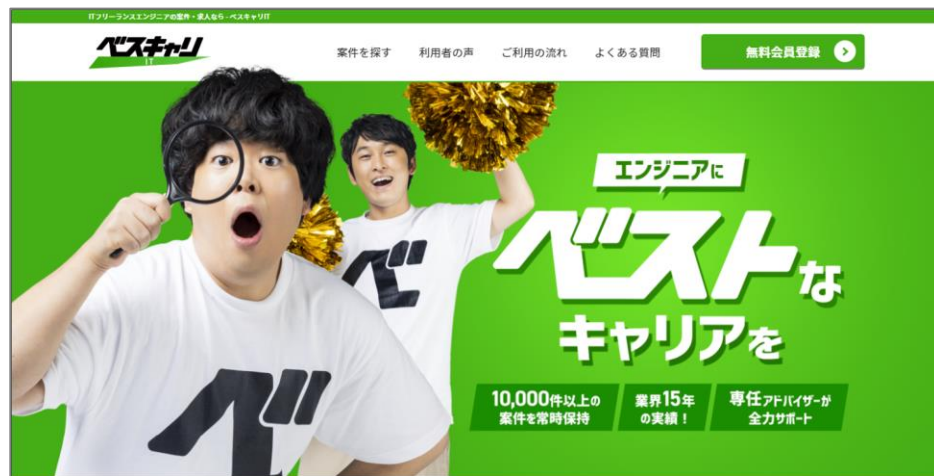 ITフリーランスエンジニアの案件・求人なら - ベスキャリIT
ベスキャリ
IT
案件を探す
利用者の声
ご利用の流れ
よくある質問
無料会員登録
エンジニアに
ベストな
キャリアを
10,000件以上の
案件を常時保持
業界15年
の実績!
専任アドバイザーが
全力サポート
べ
べ